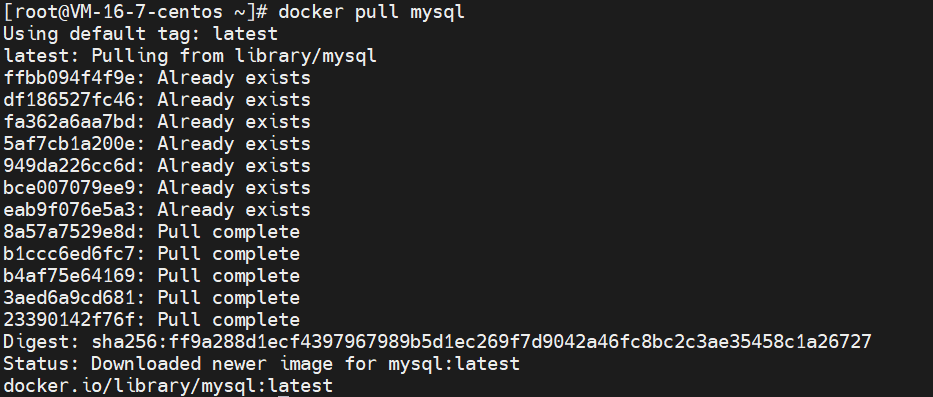 [root@VM-16-7-centos ~]# docker pull mysql
Using default tag: latest
latest: Pulling from library/mysql
ffbb094f4f9e: Already exists
df186527fc46: Already exists
fa362a6aa7bd: Already exists
5af7cb1a200e: Already exists
949da226cc6d: Already exists
bce007079ee9: Already exists
eab9f076e5a3: Already exists
8a57a7529e8d: Pull complete
b1ccc6ed6fc7: Pull complete
b4af75e64169: Pull complete
3aed6a9cd681: Pull complete
23390142f76f: Pull complete
Digest: sha256:ff9a288d1ecf4397967989b5d1ec269f7d9042a46fc8bc2c3ae35458c1a26727
Status: Downloaded newer image for mysql:latest
docker.io/library/mysql:latest